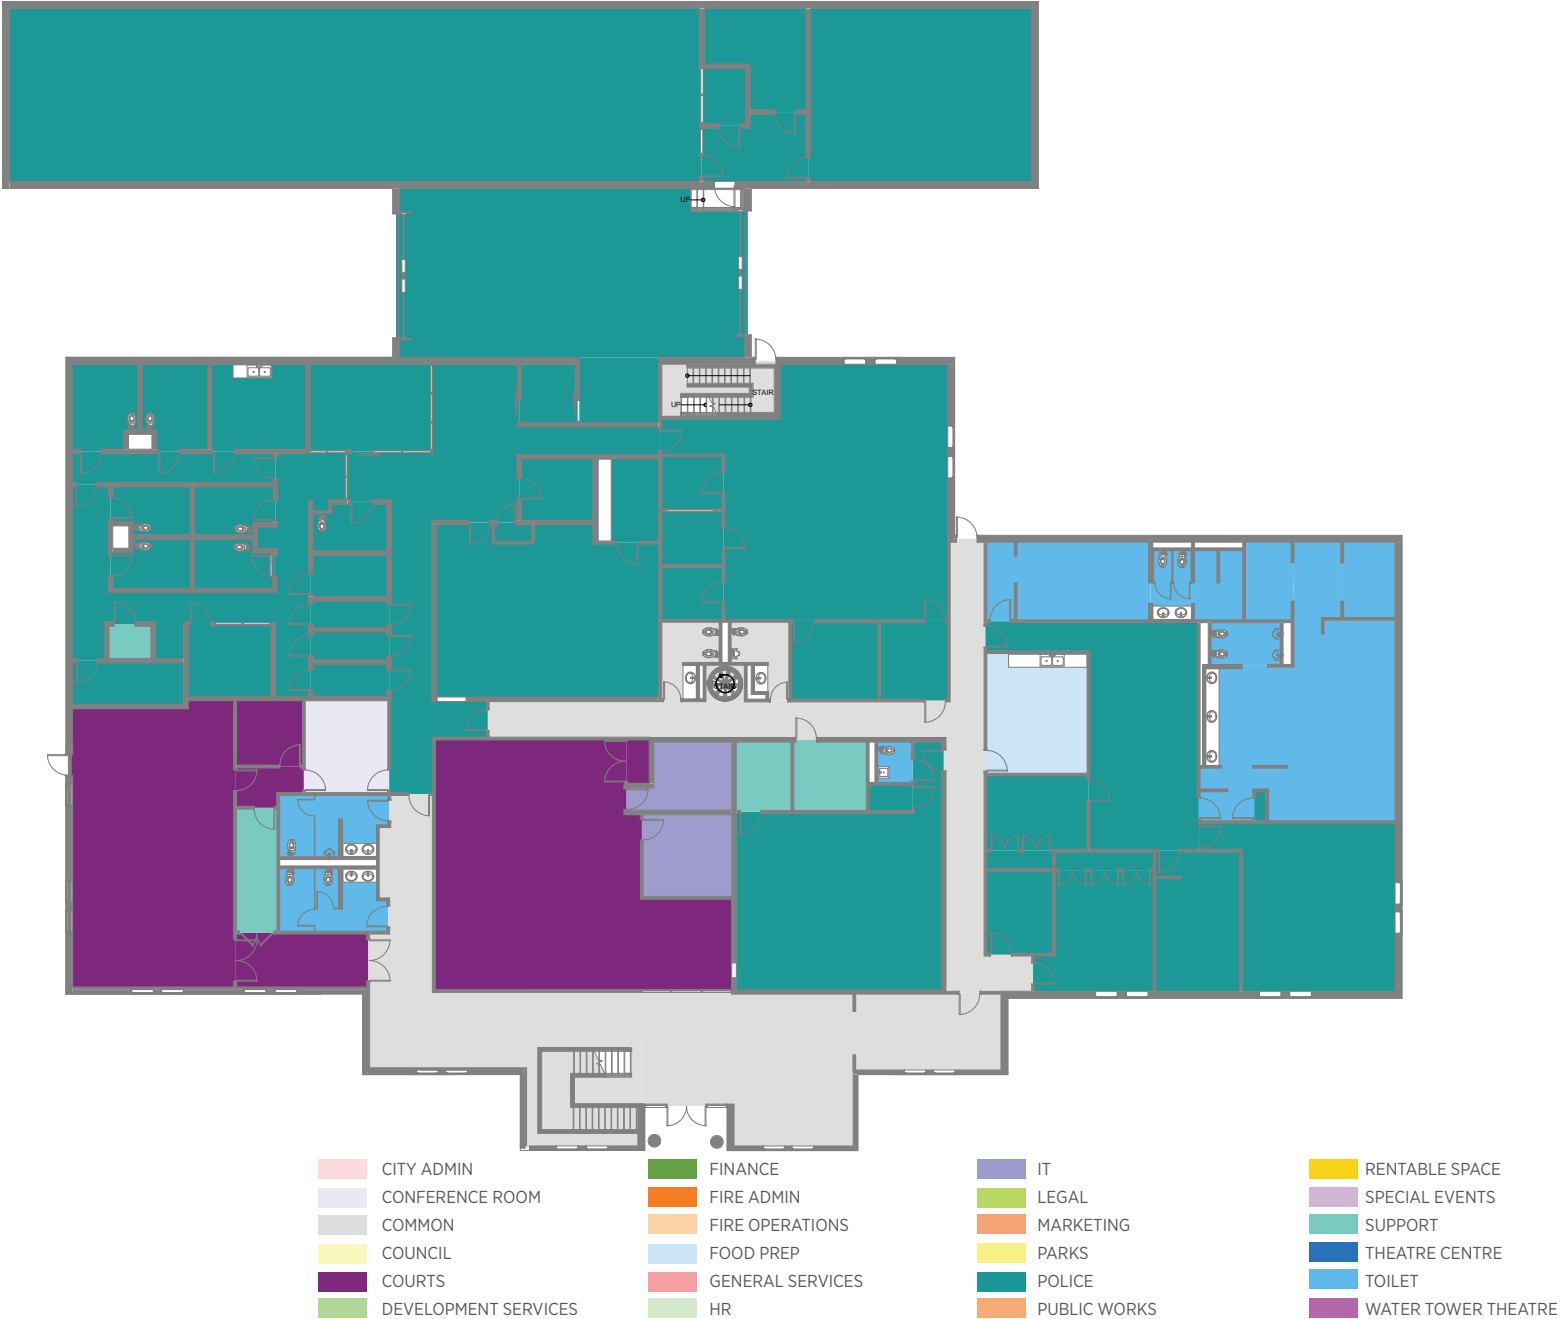 UP
STAIR
UP
STAIR
CITY ADMIN
CONFERENCE ROOM
COMMON
COUNCIL
COURTS
DEVELOPMENT SERVICES
FINANCE
FIRE ADMIN
FIRE OPERATIONS
FOOD PREP
GENERAL SERVICES
HR
IT
LEGAL
MARKETING
PARKS
POLICE
PUBLIC WORKS
RENTABLE SPACE
SPECIAL EVENTS
SUPPORT
THEATRE CENTRE
TOILET
WATER TOWER THEATRE